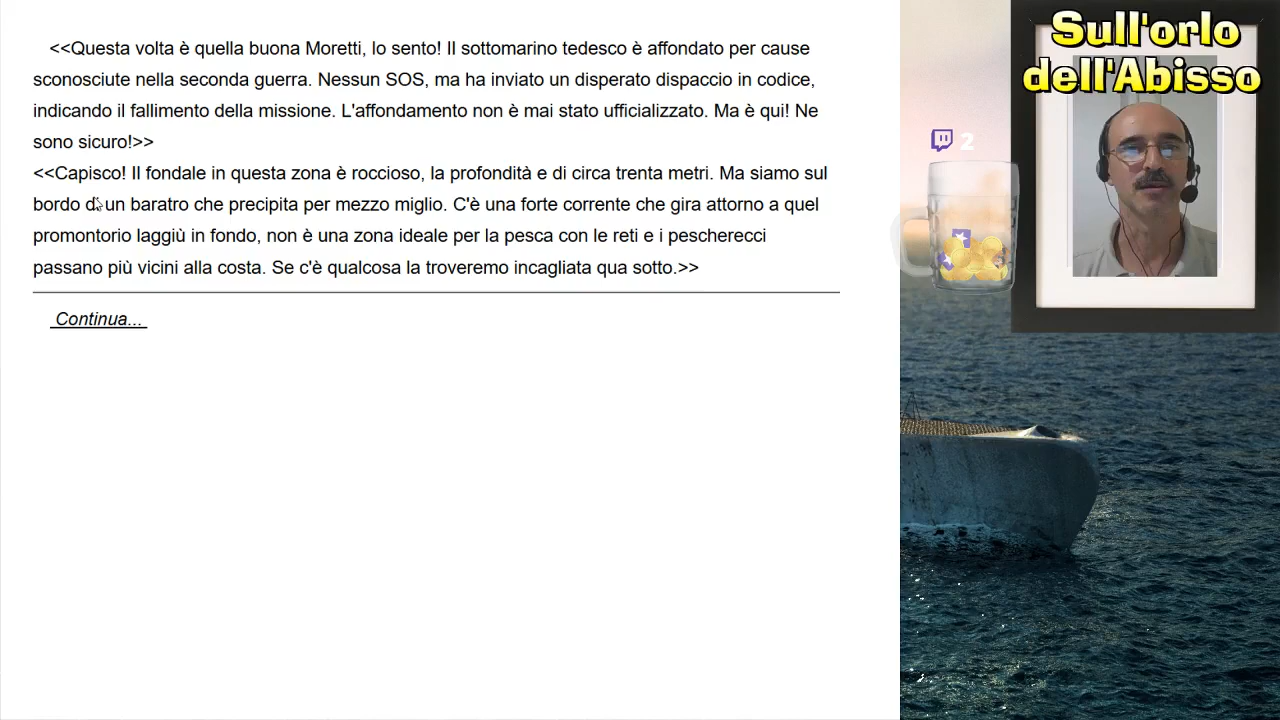 <<Questa volta è quella buona Moretti, lo sento! Il sottomarino tedesco è affondato per cause
sconosciute nella seconda guerra. Nessun SOS, ma ha inviato un disperato dispaccio in codice,
indicando il fallimento della missione. L'affondamento non è mai stato ufficializzato. Ma è qui! Ne
sono sicuro!>>
<<Capisco! Il fondale in questa zona è roccioso, la profondità e di circa trenta metri. Ma siamo sul
bordo di un baratro che precipita per mezzo miglio. C'è una forte corrente che gira attorno a quel
promontorio laggiù in fondo, non è una zona ideale per la pesca con le reti e i pescherecci
passano più vicini alla costa. Se c'è qualcosa la troveremo incagliata qua sotto.>>
Continua...
Sull'orlo
dell'Abisso
2